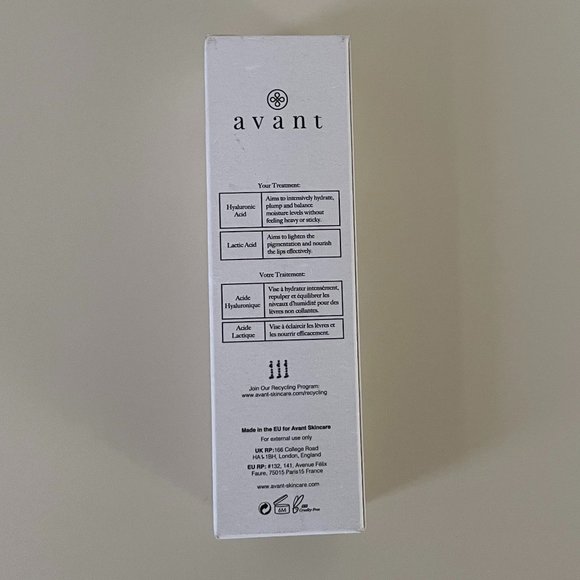 avant
Your Treatment:
Hyaluronic
Acid
Aims to intensively hydrate,
plump and balance
moisture levels without
feeling heavy or sticky.
Lactic Acid
Aims to lighten the
pigmentation and nourish
the lips effectively.
Votre Traitement:
Acide
Hyaluronique
Vise à hydrater intensément,
repulper et équilibrer les
niveaux d'humidité pour des
lèvres non collantes.
Acide
Lactique
Vise à éclaircir les lèvres et
les nourrir efficacement.
Join Our Recycling Program:
www.avant-skincare.com/recycling
Made in the EU for Avant Skincare
For external use only
UK RP:166 College Road
HA1 1BH, London, England
EU RP: #132, 141, Avenue Félix
Faure, 75015 Paris15 France
www.avant-skincare.com
6M
Cruelty-Free